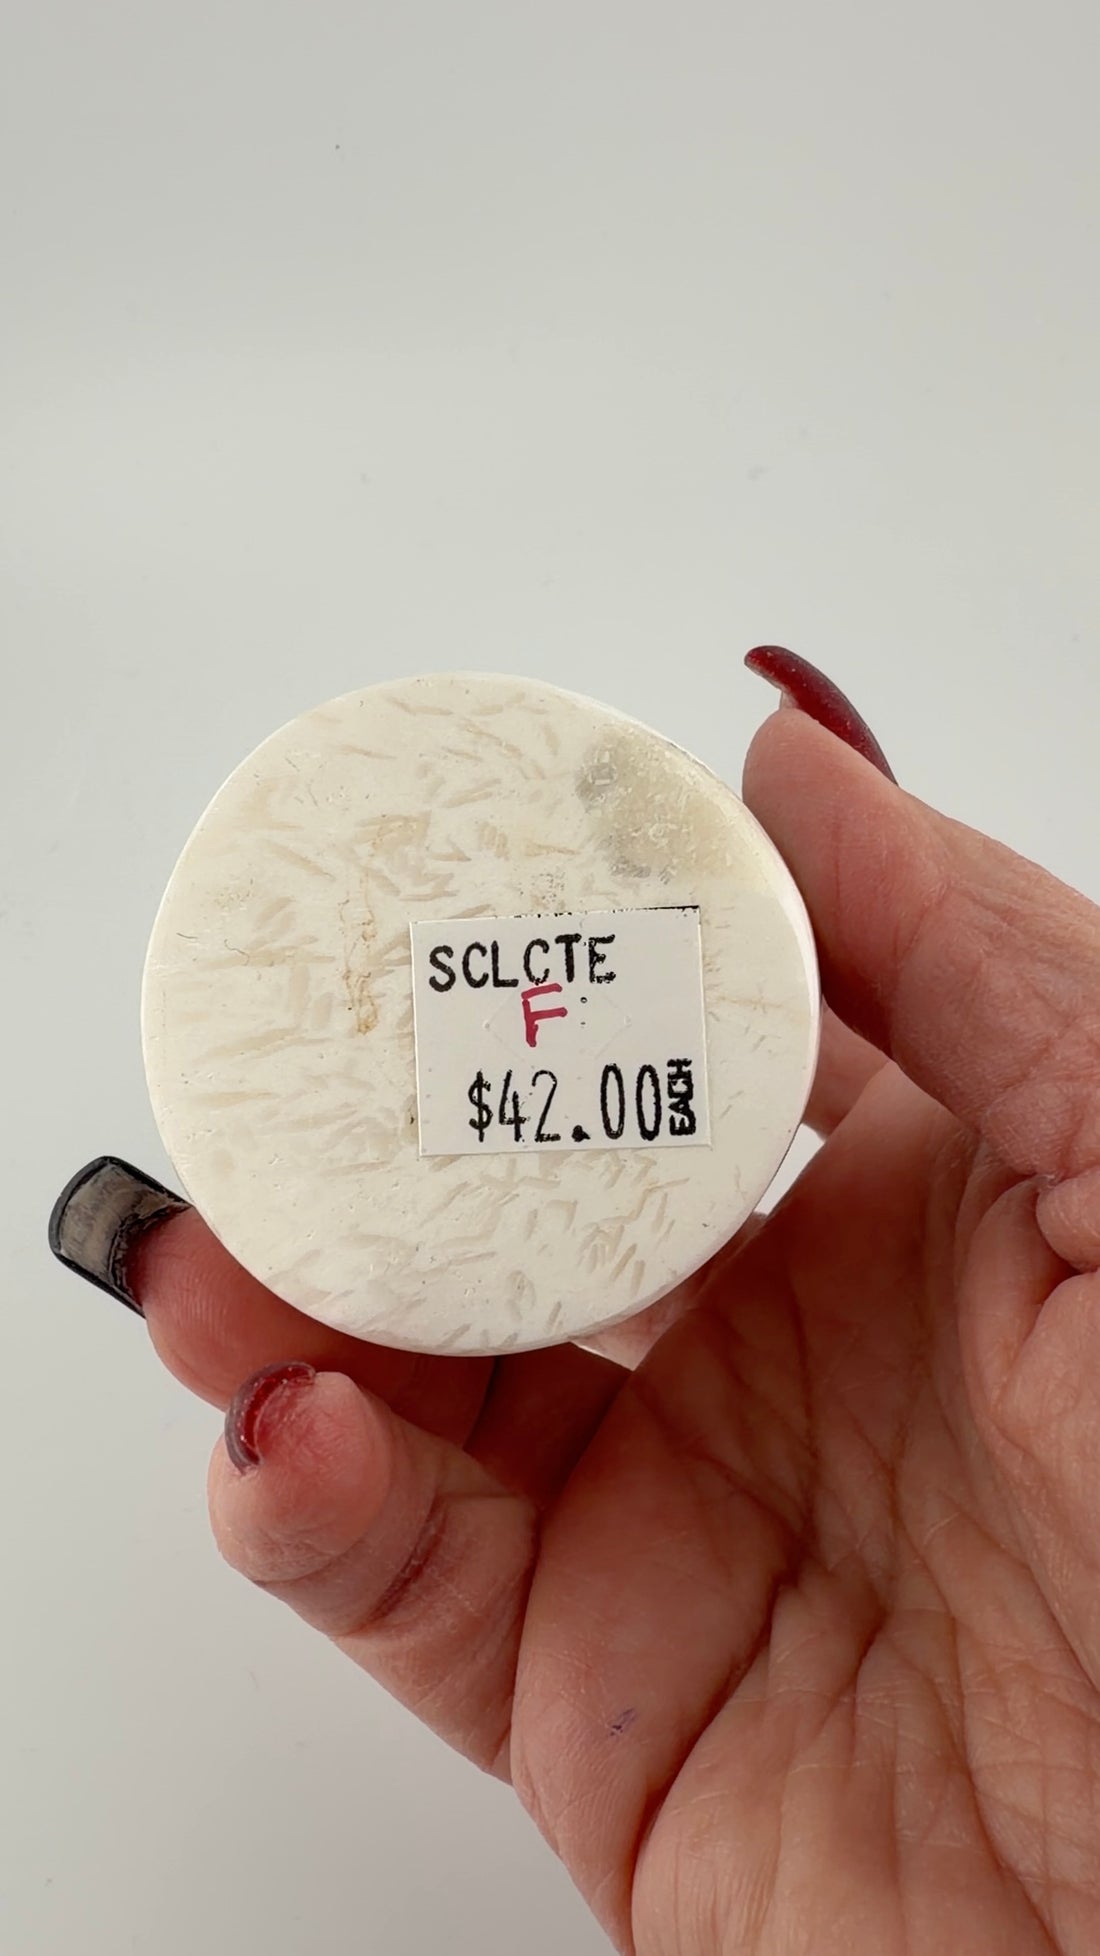 SCLCTE
F
$42.00 EACH